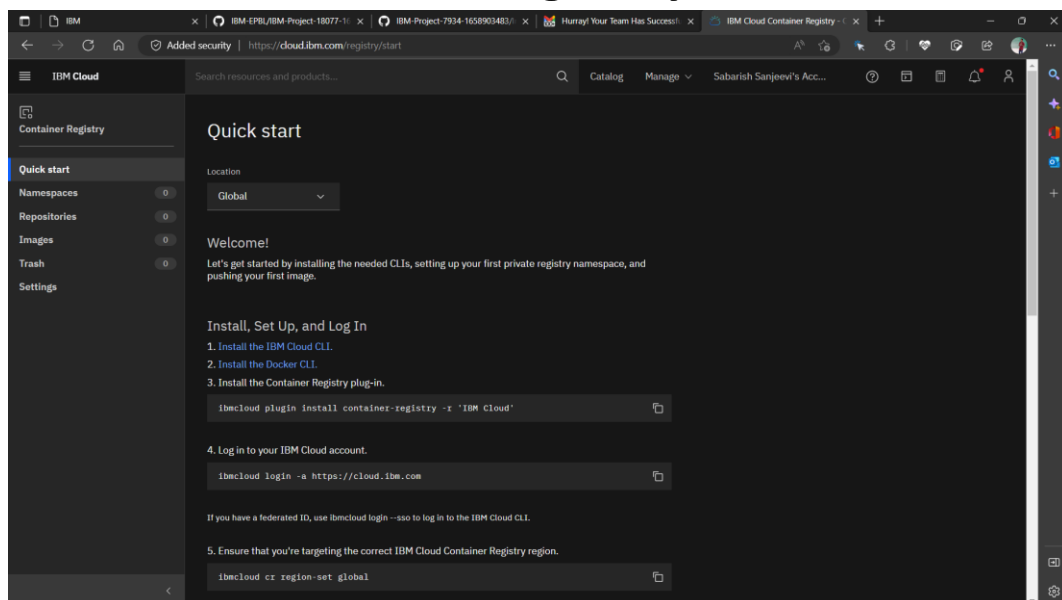 IBM
IBM-EPBL/IBM-Project-18077-16
IBM-Project-7934-1658903483/
Hurray! Your Team Has Successfu
IBM Cloud Container Registry - C
Added security | https://cloud.ibm.com/registry/start
IBM Cloud
Search resources and products...
Catalog
Manage
Sabarish Sanjeevi's Acc...
Container Registry
Quick start
Namespaces 0
Repositories 0
Images 0
Trash 0
Settings
Quick start
Location
Global
Welcome!
Let's get started by installing the needed CLIs, setting up your first private registry namespace, and
pushing your first image.
Install, Set Up, and Log In
1. Install the IBM Cloud CLI.
2. Install the Docker CLI.
3. Install the Container Registry plug-in.
ibmcloud plugin install container-registry -r 'IBM Cloud'
4. Log in to your IBM Cloud account.
ibmcloud login -a https://cloud.ibm.com
If you have a federated ID, use ibmcloud login --sso to log in to the IBM Cloud CLI.
5. Ensure that you're targeting the correct IBM Cloud Container Registry region.
ibmcloud cr region-set global